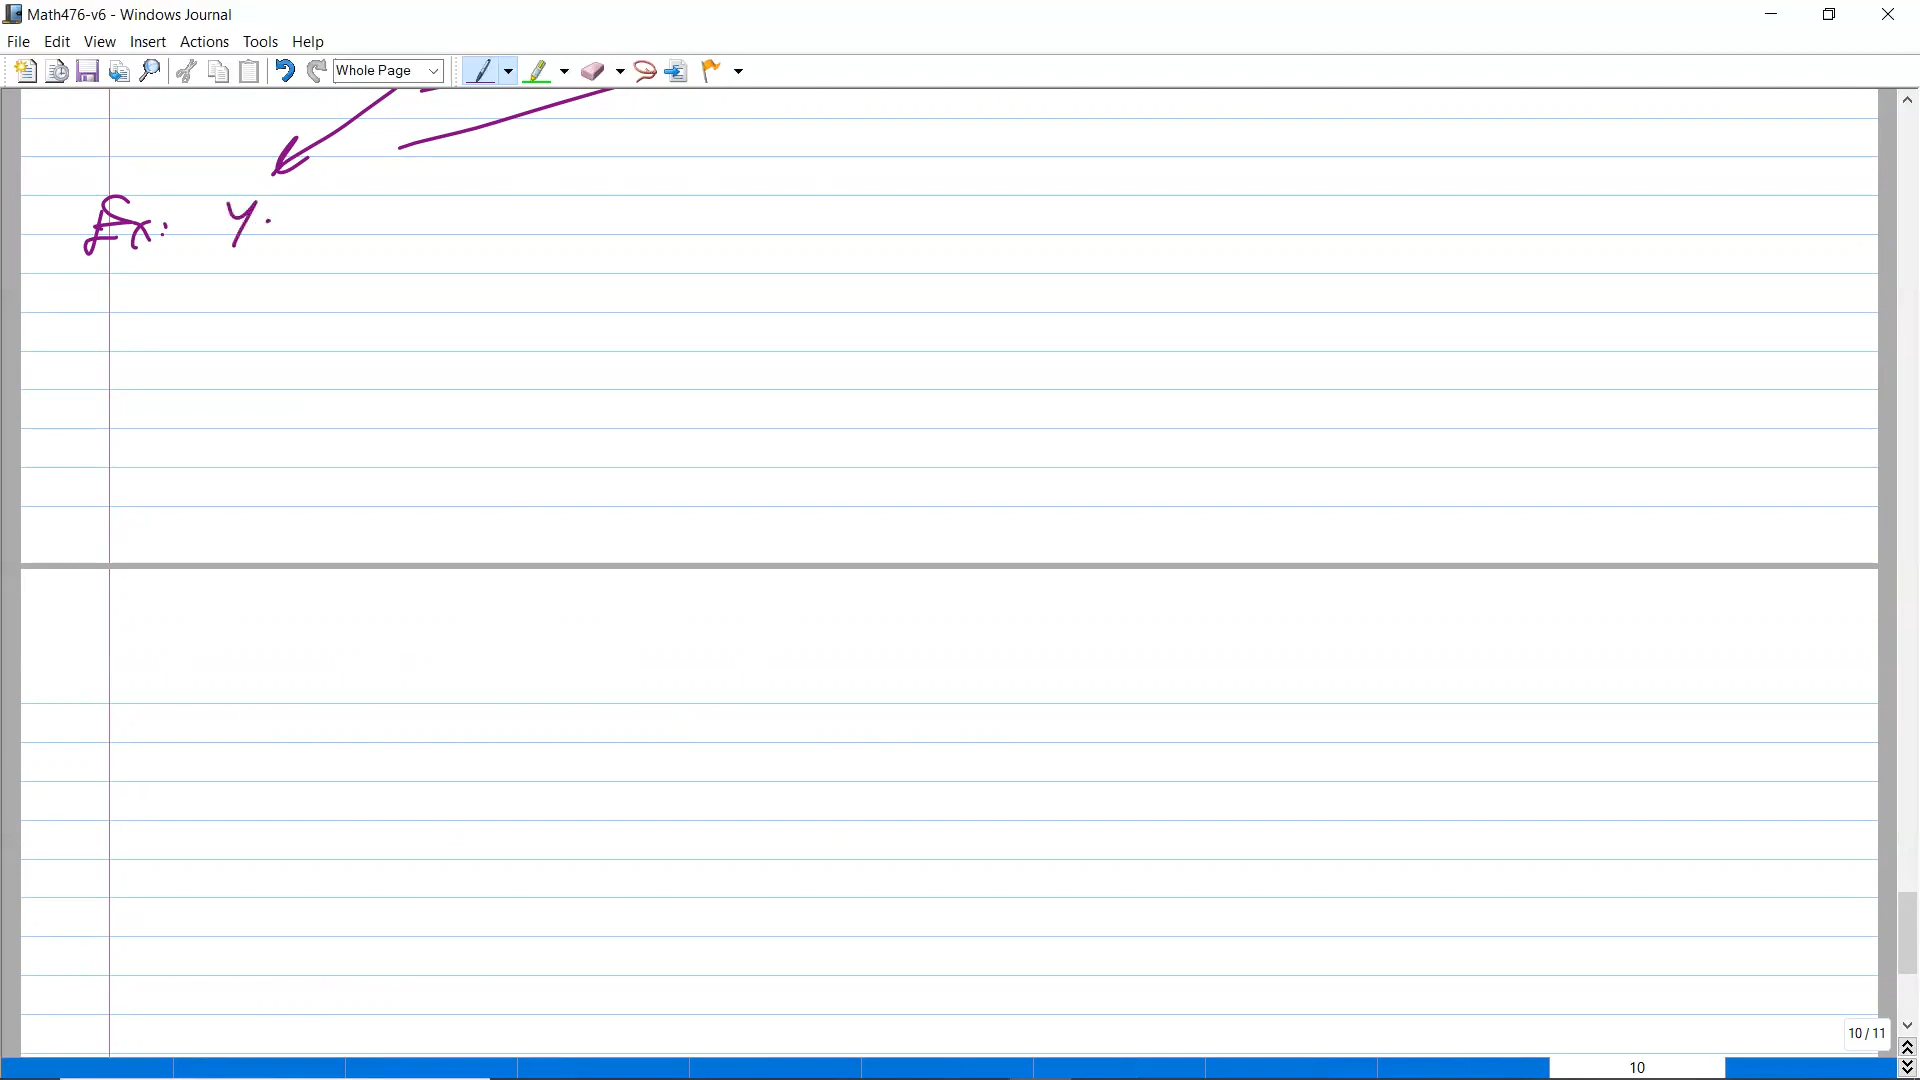 Math476-v6 - Windows Journal
File Edit View Insert Actions Tools Help
Whole Page
Ex: y.
10 / 11
10